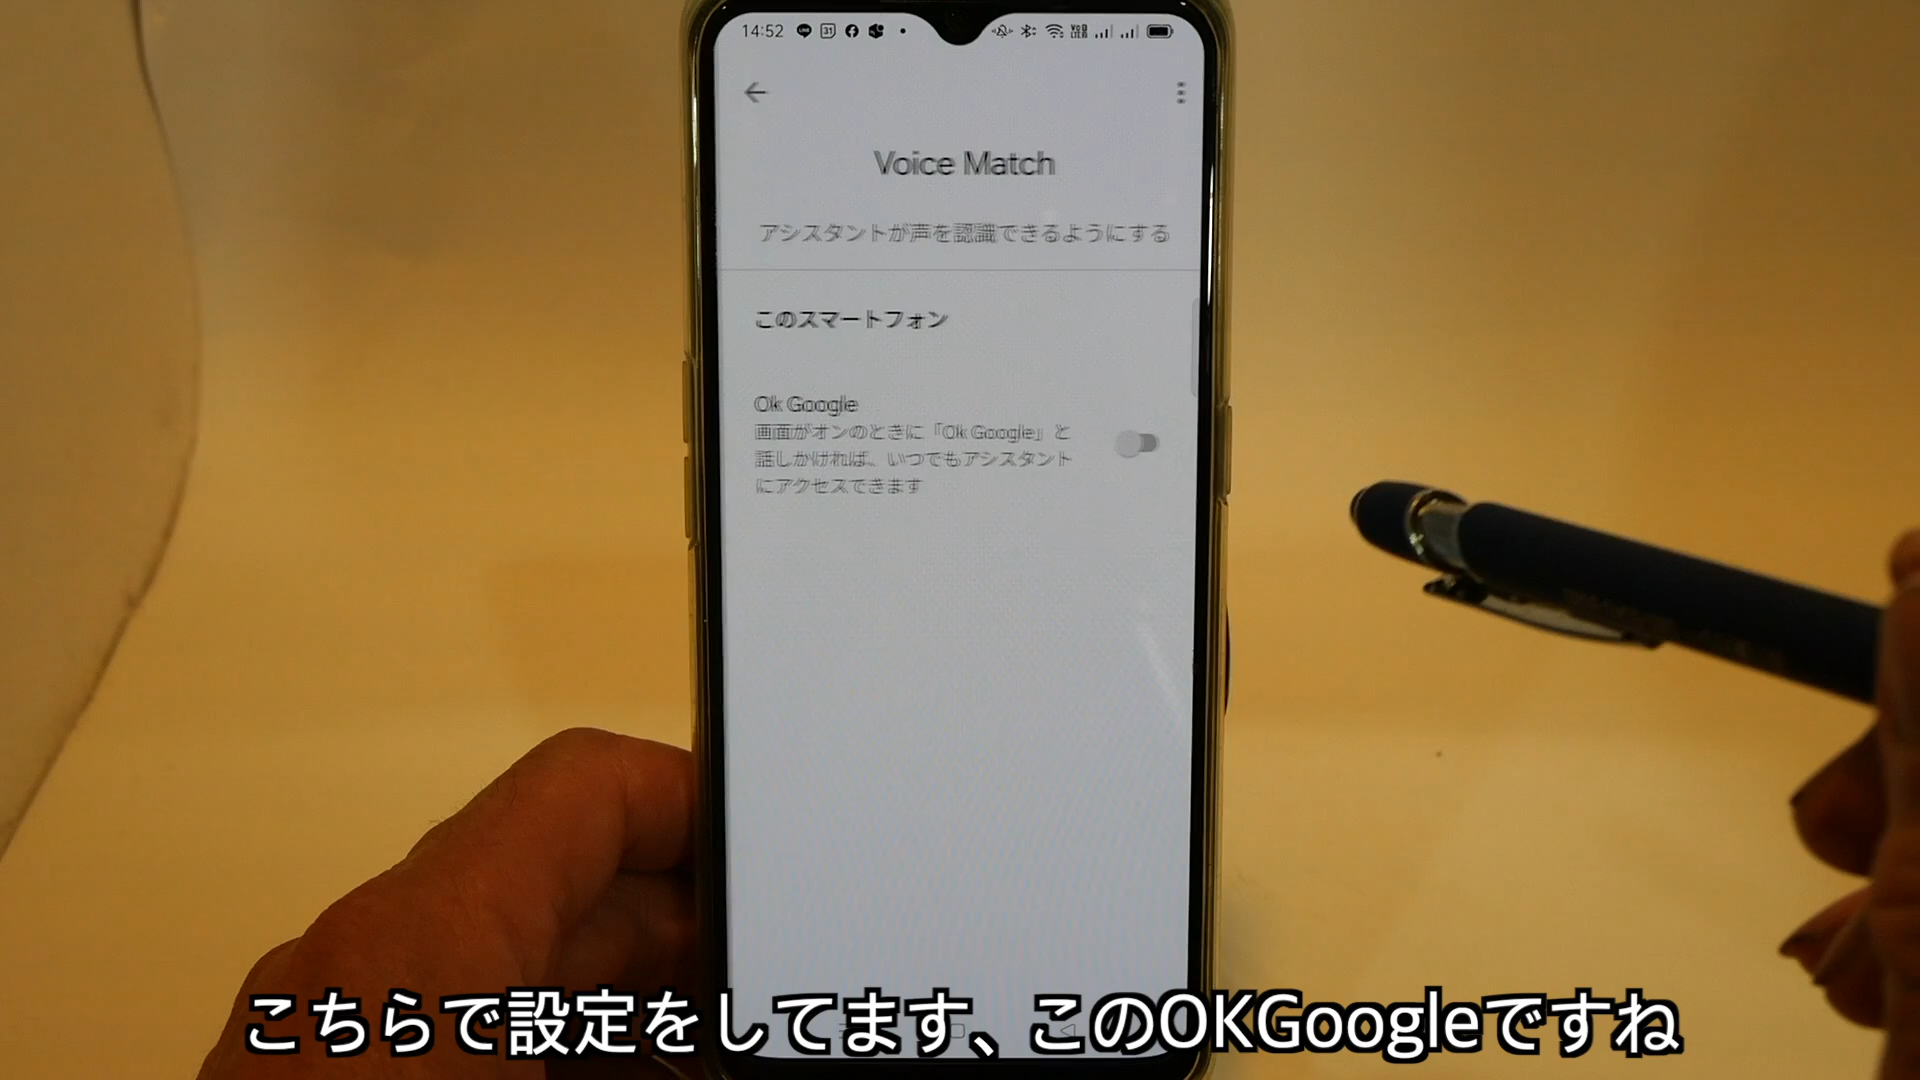 14:52
Voice Match
アシスタントが声を認識できるようにする
このスマートフォン
Ok Google
画面がオンのときに「Ok Google」と
話しかければ、いつでもアシスタント
にアクセスできます
こちらで設定をしてます、このOKGoogleですね